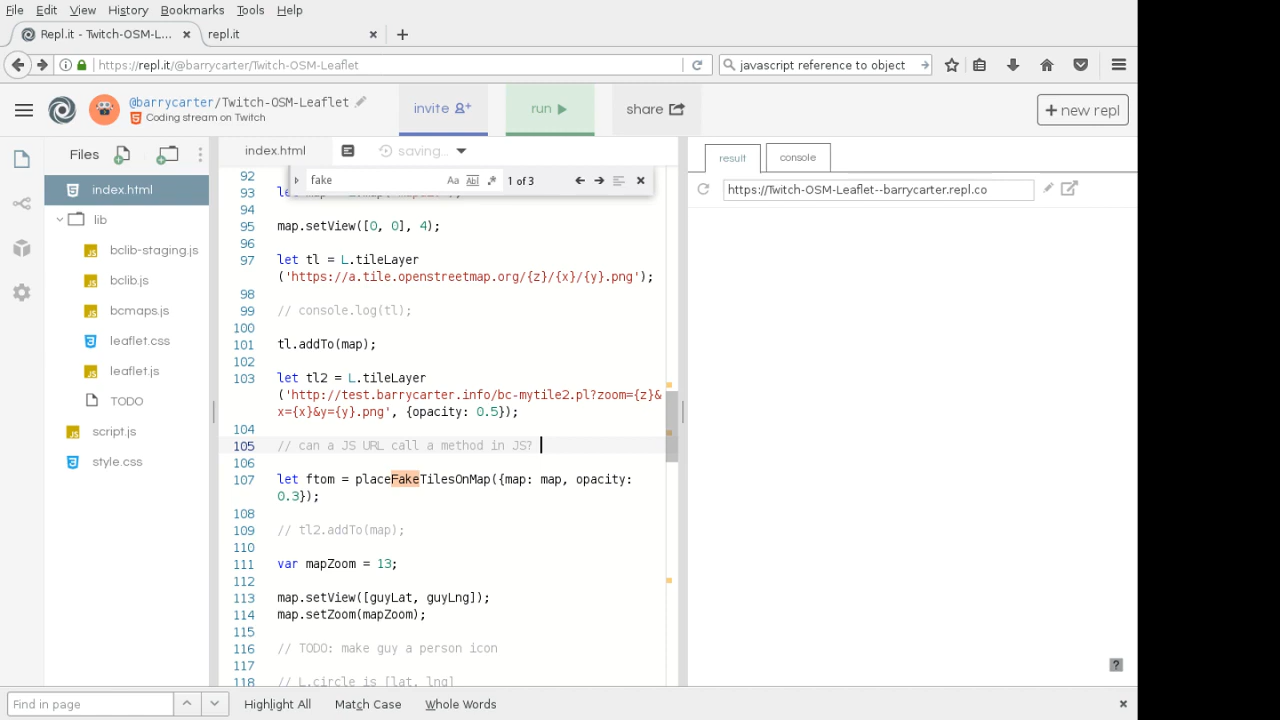 File Edit View History Bookmarks Tools Help
Repl.it - Twitch-OSM-L... × repl.it × +
https://repl.it/@barrycarter/Twitch-OSM-Leaflet javascript reference to object
@barrycarter/Twitch-OSM-Leaflet invite run share + new repl
Coding stream on Twitch
Files index.html saving... result console
fake Aa Abl .* 1 of 3
https://Twitch-OSM-Leaflet--barrycarter.repl.co
index.html
lib
bclib-staging.js
bclib.js
bcmaps.js
leaflet.css
leaflet.js
TODO
script.js
style.css
92
93
94
95 map.setView([0, 0], 4);
96
97 let tl = L.tileLayer
('https://a.tile.openstreetmap.org/{z}/{x}/{y}.png');
98
99 // console.log(tl);
100
101 tl.addTo(map);
102
103 let tl2 = L.tileLayer
('http://test.barrycarter.info/bc-mytile2.pl?zoom={z}&
x={x}&y={y}.png', {opacity: 0.5});
104
105 // can a JS URL call a method in JS?
106
107 let ftom = placeFakeTilesOnMap({map: map, opacity:
0.3});
108
109 // tl2.addTo(map);
110
111 var mapZoom = 13;
112
113 map.setView([guyLat, guyLng]);
114 map.setZoom(mapZoom);
115
116 // TODO: make guy a person icon
117
118 // L.circle is [lat, lng]
?
Find in page Highlight All Match Case Whole Words ×